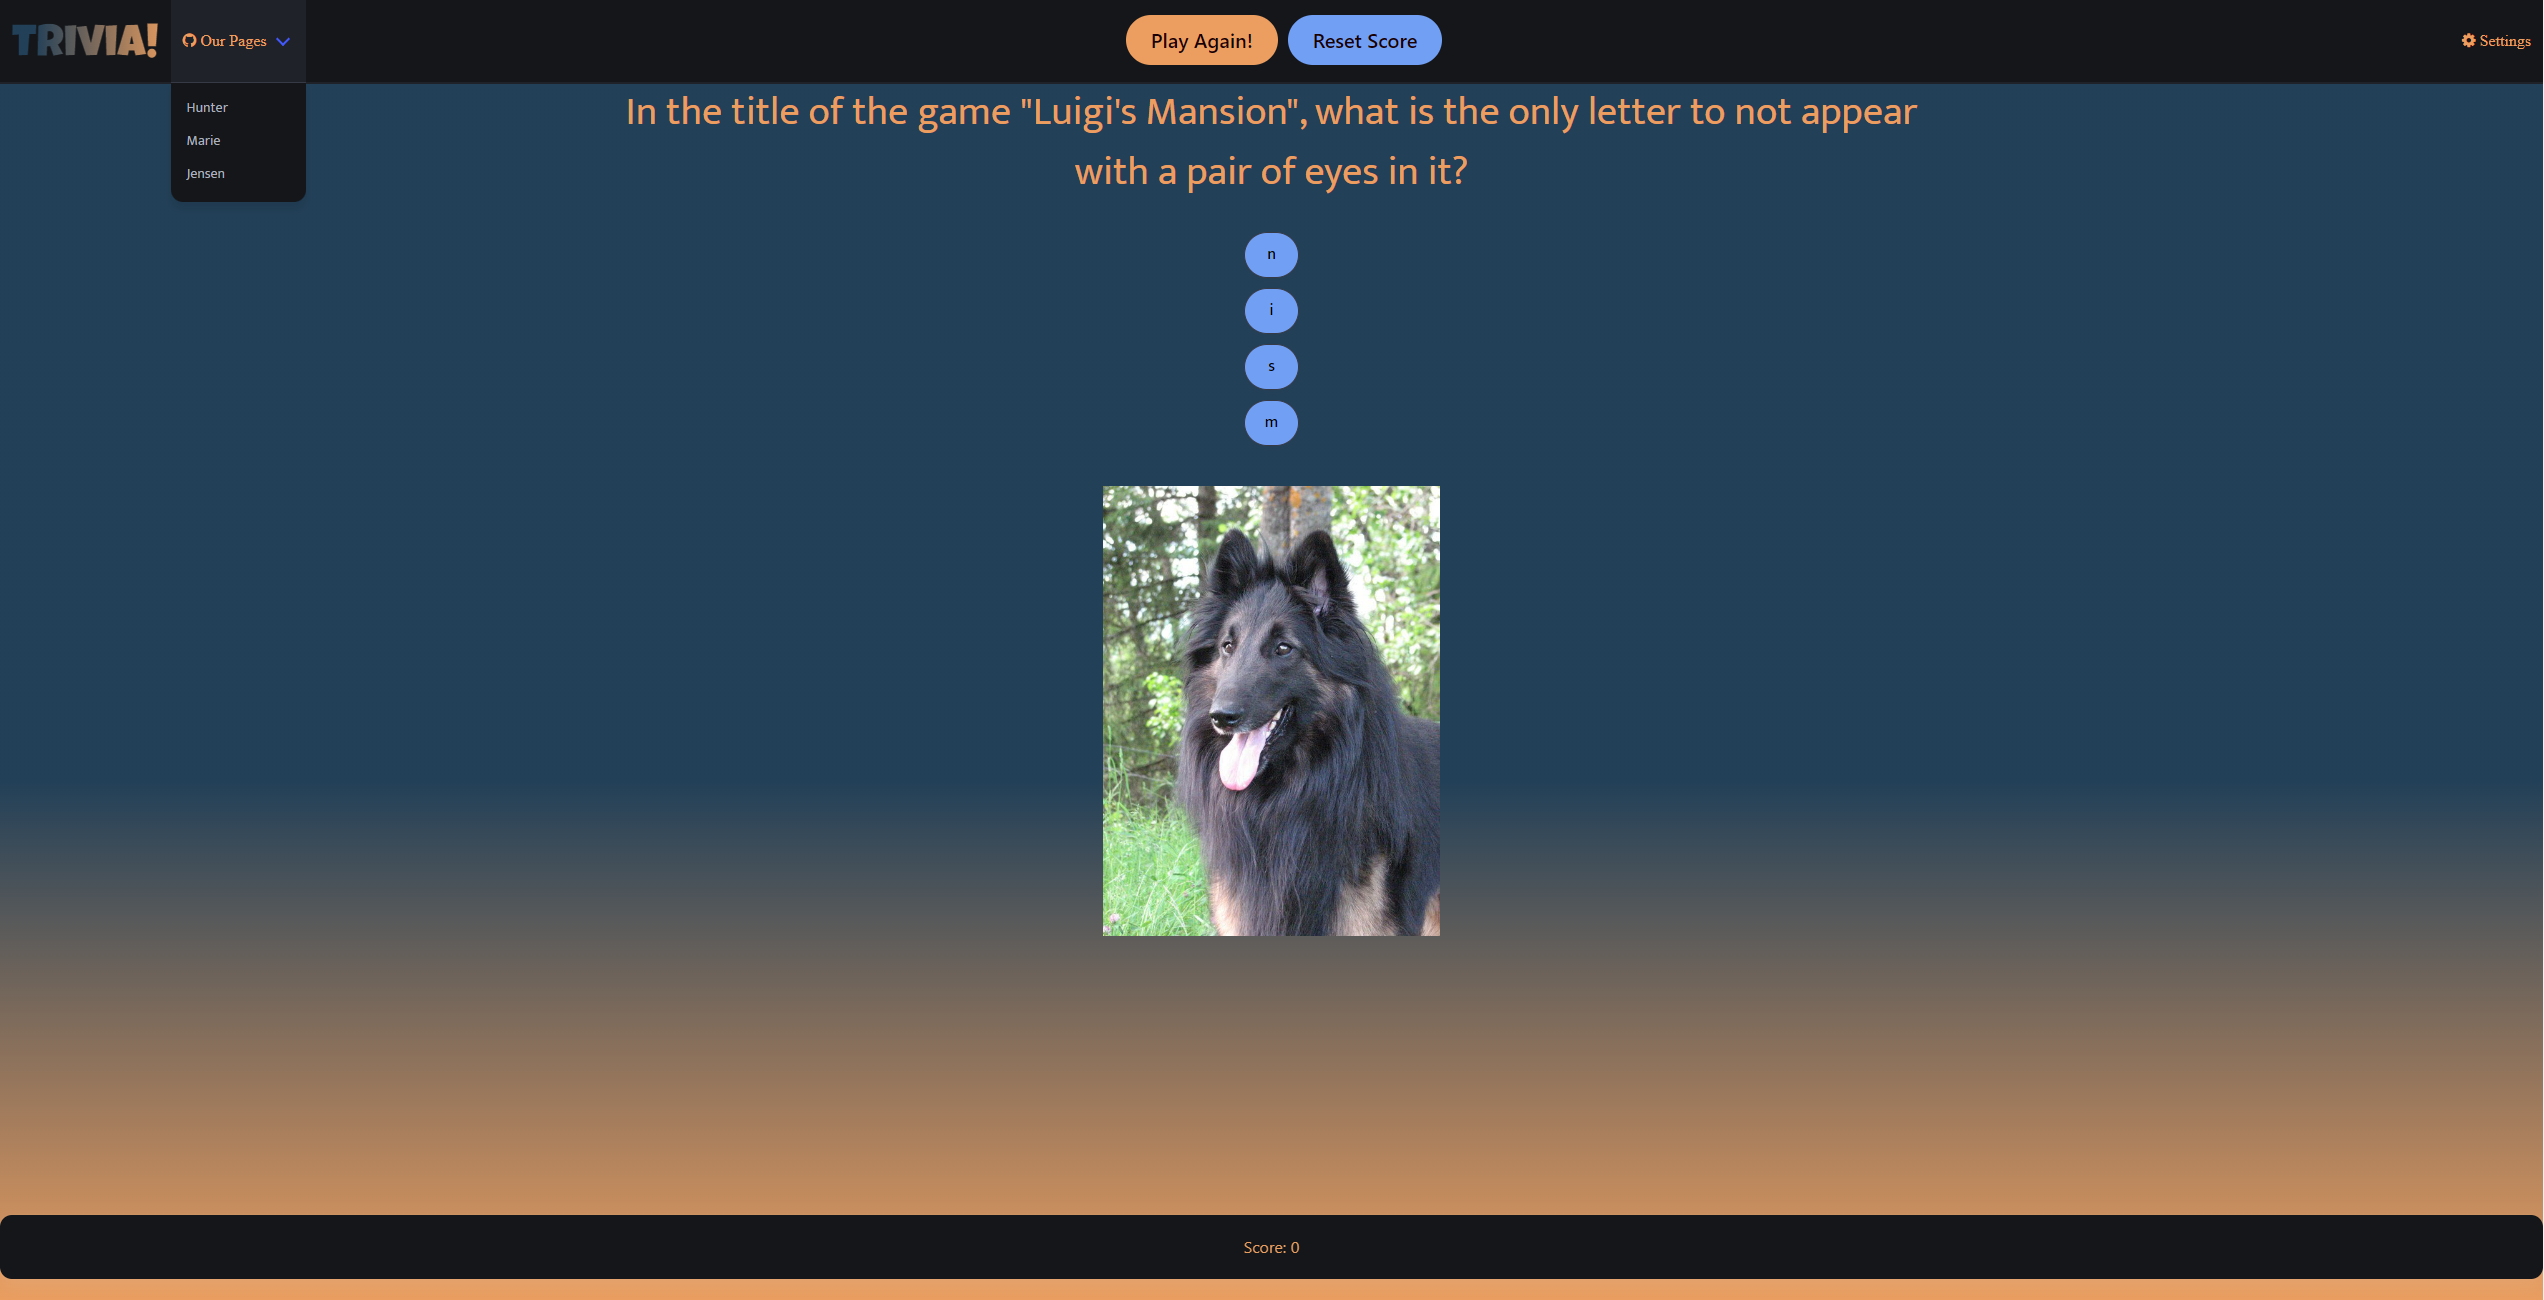 TRIVIA!
Our Pages
Play Again!
Reset Score
Settings
Hunter
Marie
Jensen
In the title of the game "Luigi's Mansion", what is the only letter to not appear
with a pair of eyes in it?
n
i
s
m
Score: 0